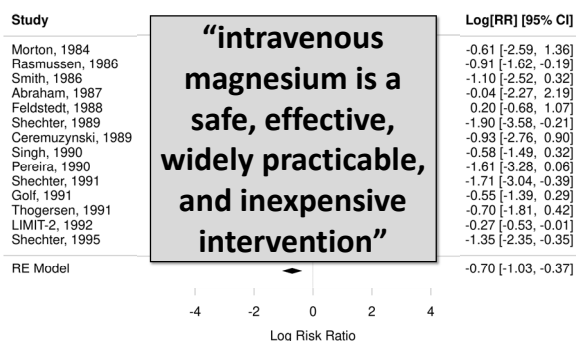 Study Log[RR] [95% CI]
Morton, 1984 -0.61 [-2.59, 1.36]
Rasmussen, 1986 -0.91 [-1.62, -0.19]
Smith, 1986 -1.10 [-2.52, 0.32]
Abraham, 1987 -0.04 [-2.27, 2.19]
Feldstedt, 1988 0.20 [-0.68, 1.07]
Shechter, 1989 -1.90 [-3.58, -0.21]
Ceremuzynski, 1989 -0.93 [-2.76, 0.90]
Singh, 1990 -0.58 [-1.49, 0.32]
Pereira, 1990 -1.61 [-3.28, 0.06]
Shechter, 1991 -1.71 [-3.04, -0.39]
Golf, 1991 -0.55 [-1.39, 0.29]
Thogersen, 1991 -0.70 [-1.81, 0.42]
LIMIT-2, 1992 -0.27 [-0.53, -0.01]
Shechter, 1995 -1.35 [-2.35, -0.35]
“intravenous
magnesium is a
safe, effective,
widely practicable,
and inexpensive
intervention”
RE Model -0.70 [-1.03, -0.37]
-4 -2 0 2 4
Log Risk Ratio